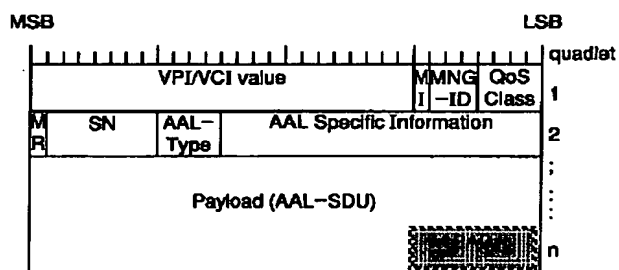 MSB LSB
quadlet
VPI/VCI value M I MNG -ID QoS Class 1
M R SN AAL- Type AAL Specific Information 2
;
Payload (AAL-SDU)
n